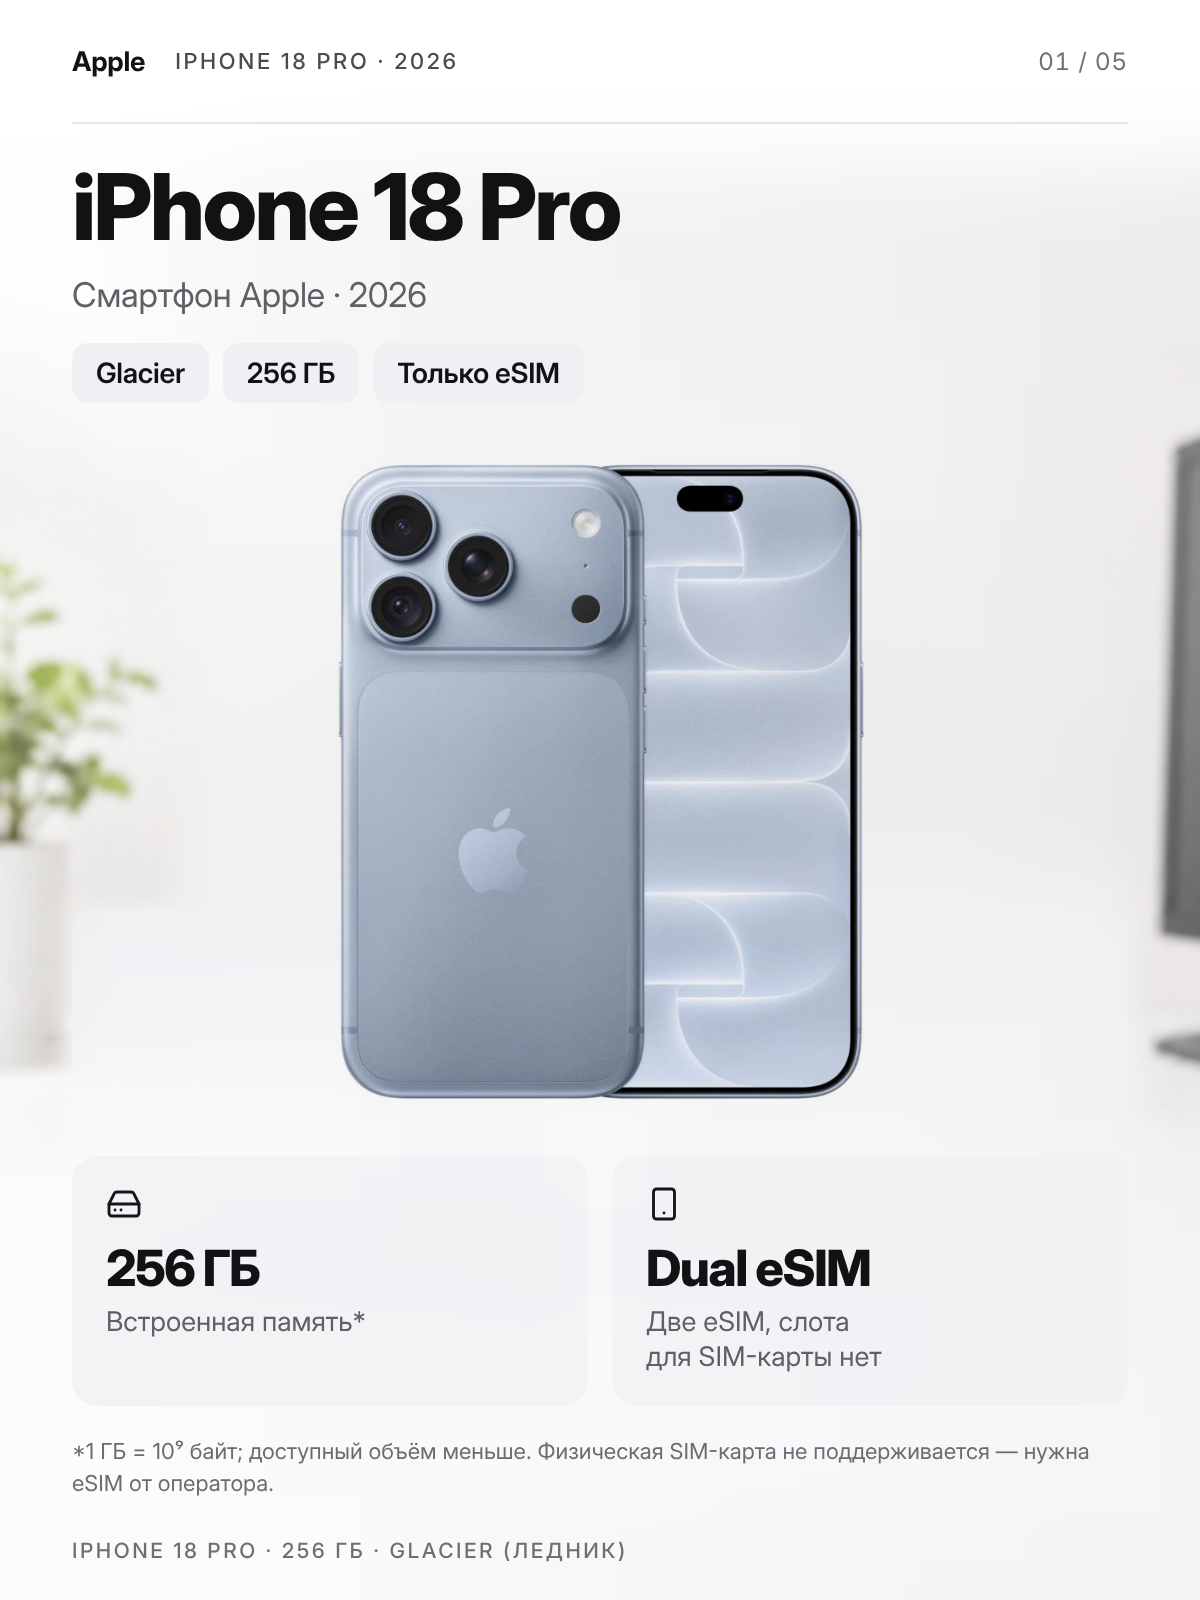 Apple IPHONE 18 PRO · 2026 01 / 05
iPhone 18 Pro
Смартфон Apple · 2026
Glacier 256 ГБ Только eSIM
256 ГБ
Встроенная память*
Dual eSIM
Две eSIM, слота
для SIM-карты нет
*1 ГБ = 10⁹ байт; доступный объём меньше. Физическая SIM-карта не поддерживается — нужна
eSIM от оператора.
IPHONE 18 PRO · 256 ГБ · GLACIER (ЛЕДНИК)